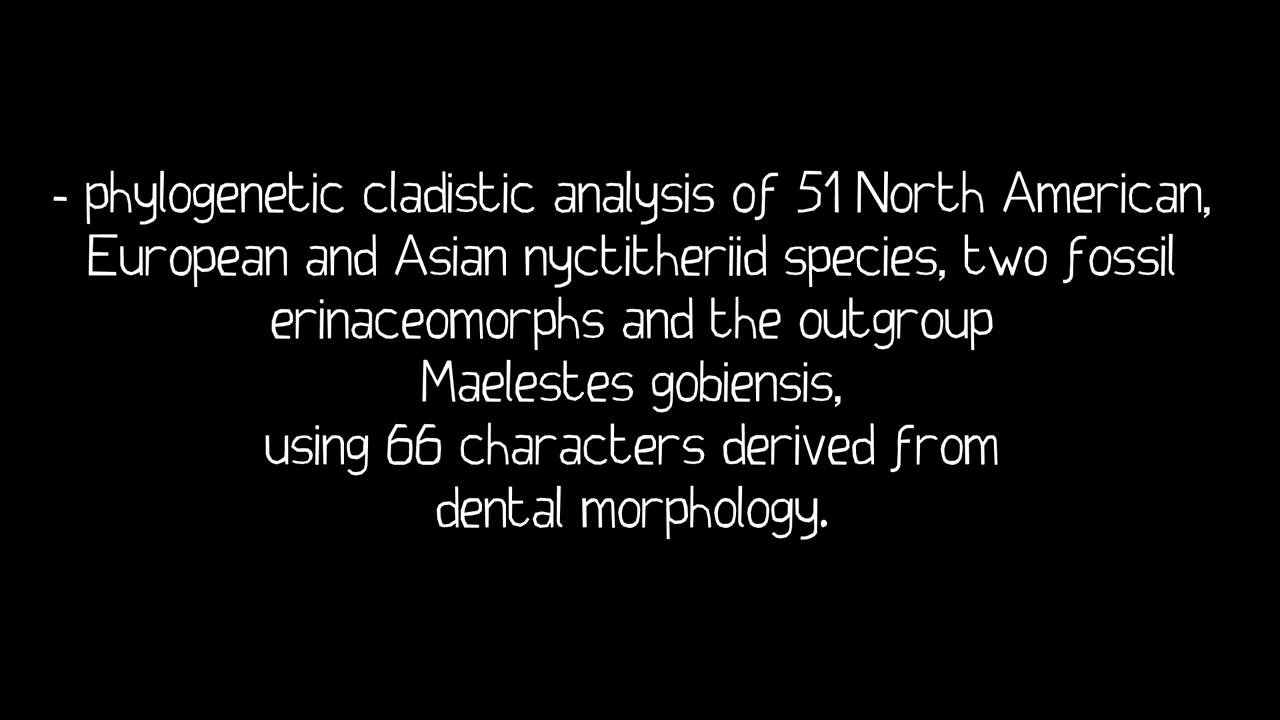 - phylogenetic cladistic analysis of 51 North American,
European and Asian nyctitheriid species, two fossil
erinaceomorphs and the outgroup
Maelestes gobiensis,
using 66 characters derived from
dental morphology.